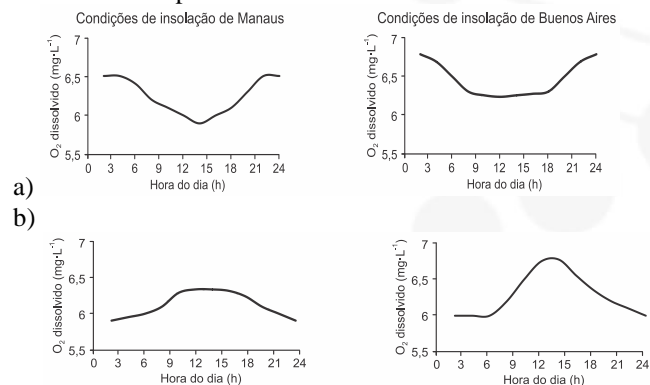 Condições de insolação de Manaus
Condições de insolação de Buenos Aires
O₂ dissolvido (mg·L⁻¹)
7
6,5
6
5,5
0 3 6 9 12 15 18 21 24
Hora do dia (h)
O₂ dissolvido (mg·L⁻¹)
7
6,5
6
5,5
0 3 6 9 12 15 18 21 24
Hora do dia (h)
a)
b)
O₂ dissolvido (mg·L⁻¹)
7
6,5
6
5,5
0 3 6 9 12 15 18 21 24
Hora do dia (h)
O₂ dissolvido (mg·L⁻¹)
7
6,5
6
5,5
0 3 6 9 12 15 18 21 24
Hora do dia (h)